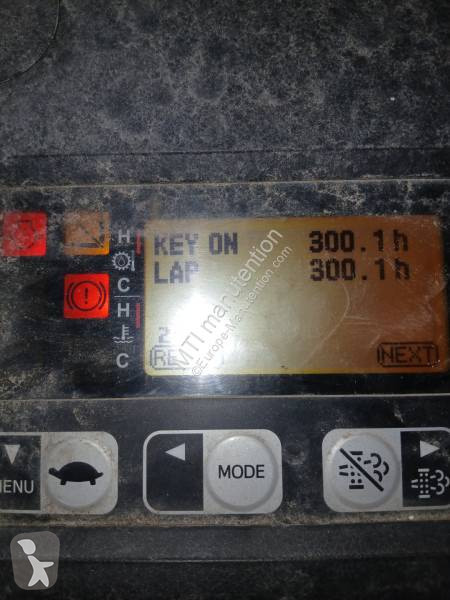 H
KEY ON 300.1h
LAP 300.1h
C
H
C
NEXT
MENU
MODE
MTI manutention
©Europe-Manutention.com